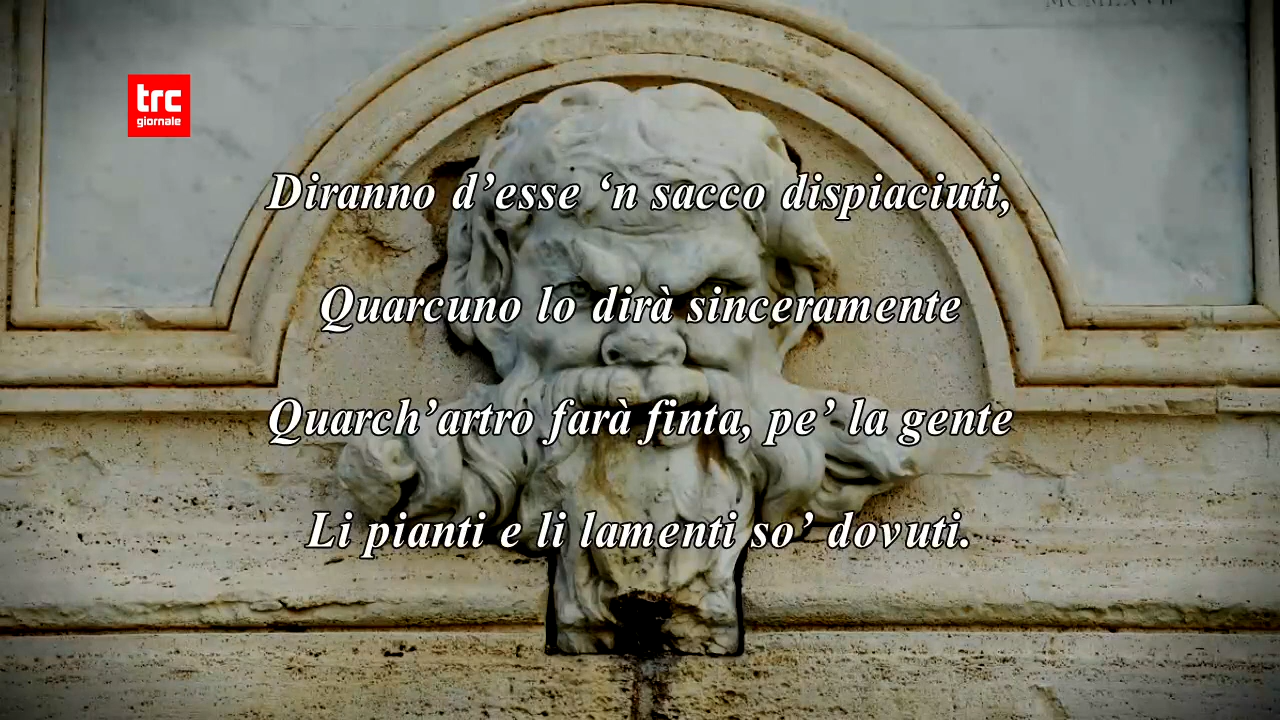 MCMLXVII
trc
giornale
Diranno d’esse ‘n sacco dispiaciuti,
Quarcuno lo dirà sinceramente
Quarch’artro farà finta, pe’ la gente
Li pianti e li lamenti so’ dovuti.